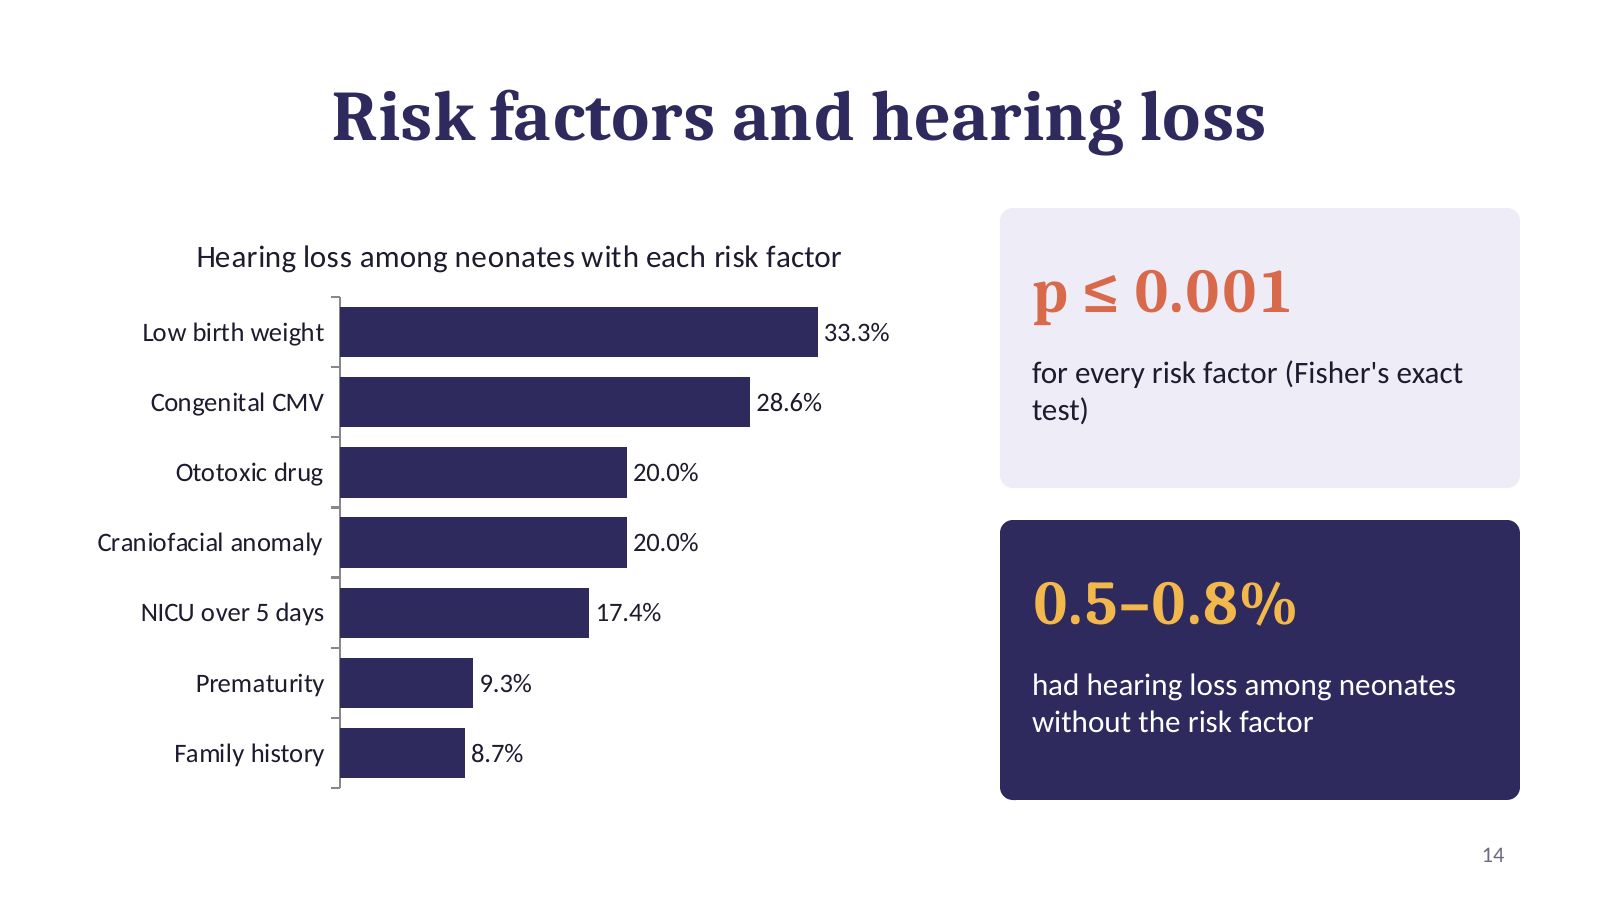 Risk factors and hearing loss
Hearing loss among neonates with each risk factor
Low birth weight 33.3%
Congenital CMV 28.6%
Ototoxic drug 20.0%
Craniofacial anomaly 20.0%
NICU over 5 days 17.4%
Prematurity 9.3%
Family history 8.7%
p ≤ 0.001
for every risk factor (Fisher's exact
test)
0.5–0.8%
had hearing loss among neonates
without the risk factor
14